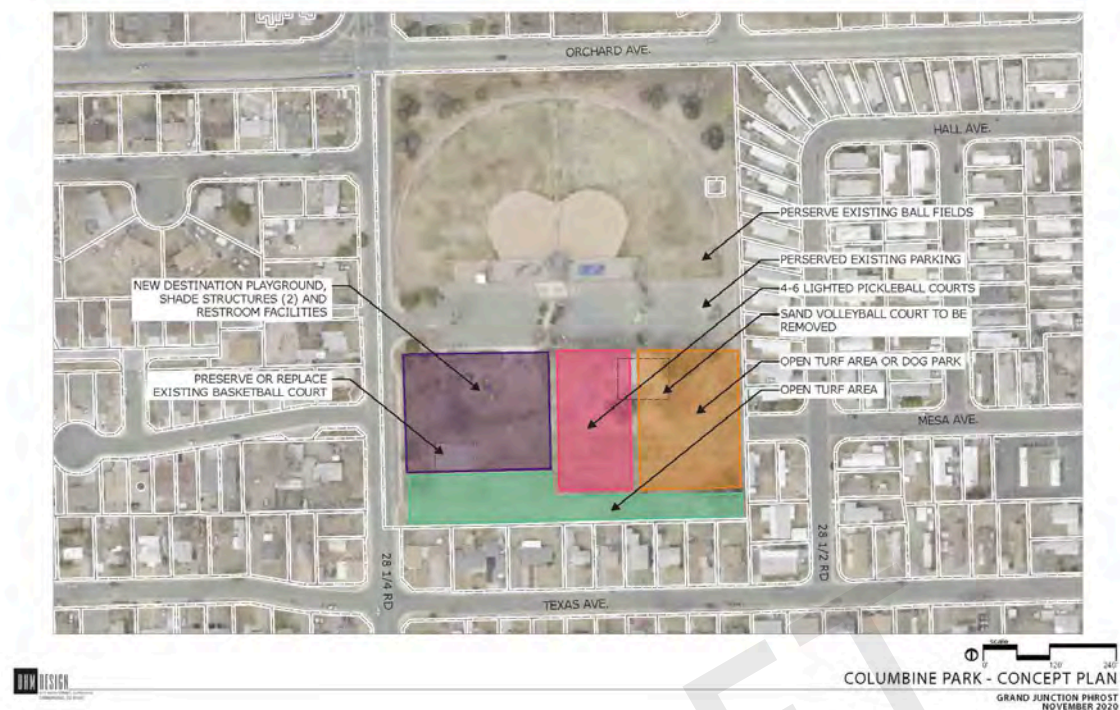 ORCHARD AVE.
HALL AVE.
PERSERVE EXISTING BALL FIELDS
PERSERVED EXISTING PARKING
4-6 LIGHTED PICKLEBALL COURTS
SAND VOLLEYBALL COURT TO BE
REMOVED
OPEN TURF AREA OR DOG PARK
OPEN TURF AREA
NEW DESTINATION PLAYGROUND,
SHADE STRUCTURES (2) AND
RESTROOM FACILITIES
PRESERVE OR REPLACE
EXISTING BASKETBALL COURT
MESA AVE.
28 1/4 RD
28 1/2 RD
TEXAS AVE.
DHM DESIGN
scale
0' 120' 240'
COLUMBINE PARK - CONCEPT PLAN
GRAND JUNCTION PHROST
NOVEMBER 2020